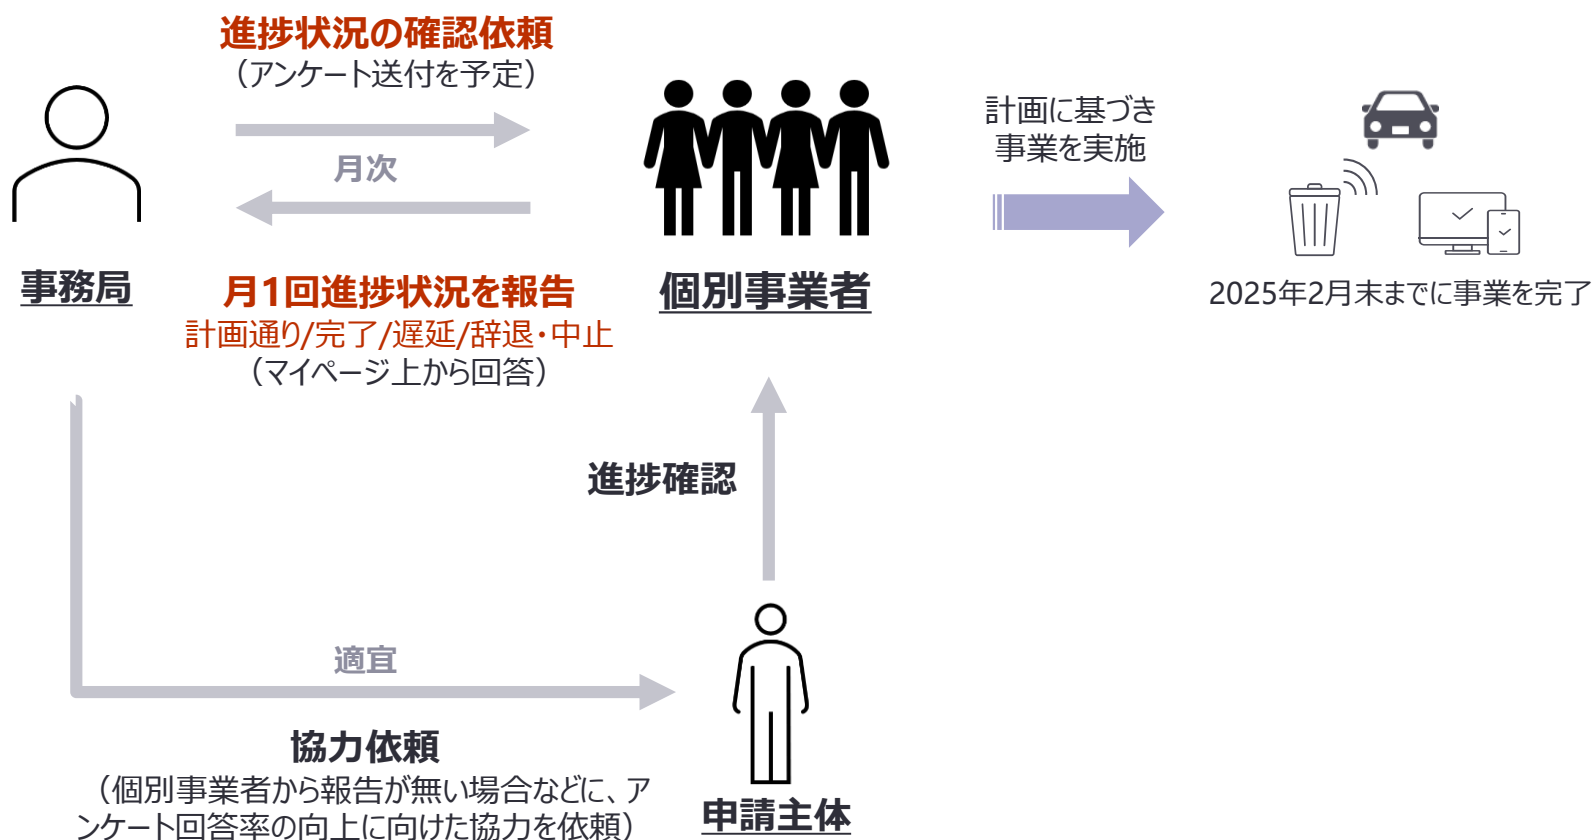 進捗状況の確認依頼
（アンケート送付を予定）
月次
事務局
月1回進捗状況を報告
計画通り/完了/遅延/辞退・中止
（マイページ上から回答）
個別事業者
計画に基づき
事業を実施
2025年2月末までに事業を完了
進捗確認
適宜
協力依頼
（個別事業者から報告が無い場合などに、ア
ンケート回答率の向上に向けた協力を依頼）
申請主体